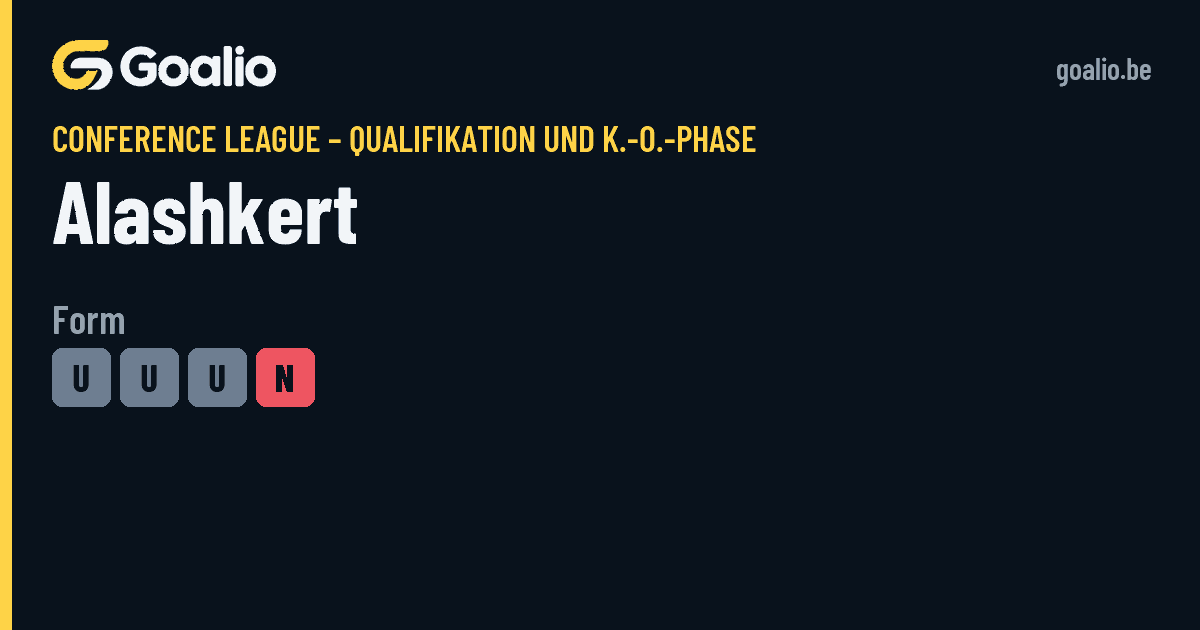 Goalio
goalio.be
CONFERENCE LEAGUE – QUALIFIKATION UND K.-O.-PHASE
Alashkert
Form
U U U N